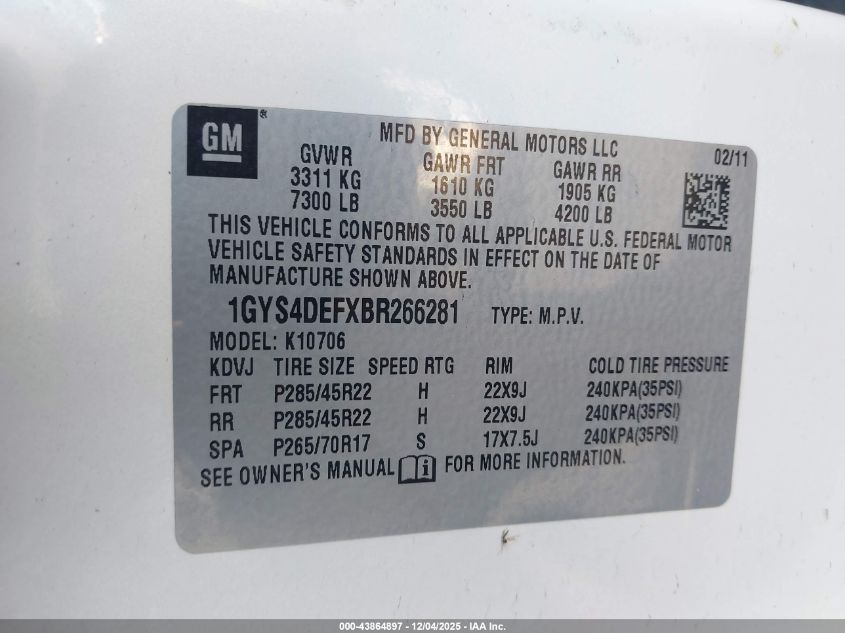 GM®
MFD BY GENERAL MOTORS LLC 02/11
GVWR GAWR FRT GAWR RR
3311 KG 1610 KG 1905 KG
7300 LB 3550 LB 4200 LB
THIS VEHICLE CONFORMS TO ALL APPLICABLE U.S. FEDERAL MOTOR
VEHICLE SAFETY STANDARDS IN EFFECT ON THE DATE OF
MANUFACTURE SHOWN ABOVE.
1GYS4DEFXBR266281 TYPE: M.P.V.
MODEL: K10706
KDVJ TIRE SIZE SPEED RTG RIM COLD TIRE PRESSURE
FRT P285/45R22 H 22X9J 240KPA(35PSI)
RR P285/45R22 H 22X9J 240KPA(35PSI)
SPA P265/70R17 S 17X7.5J 240KPA(35PSI)
SEE OWNER'S MANUAL i FOR MORE INFORMATION.
000-43864897 - 12/04/2025 - IAA Inc.